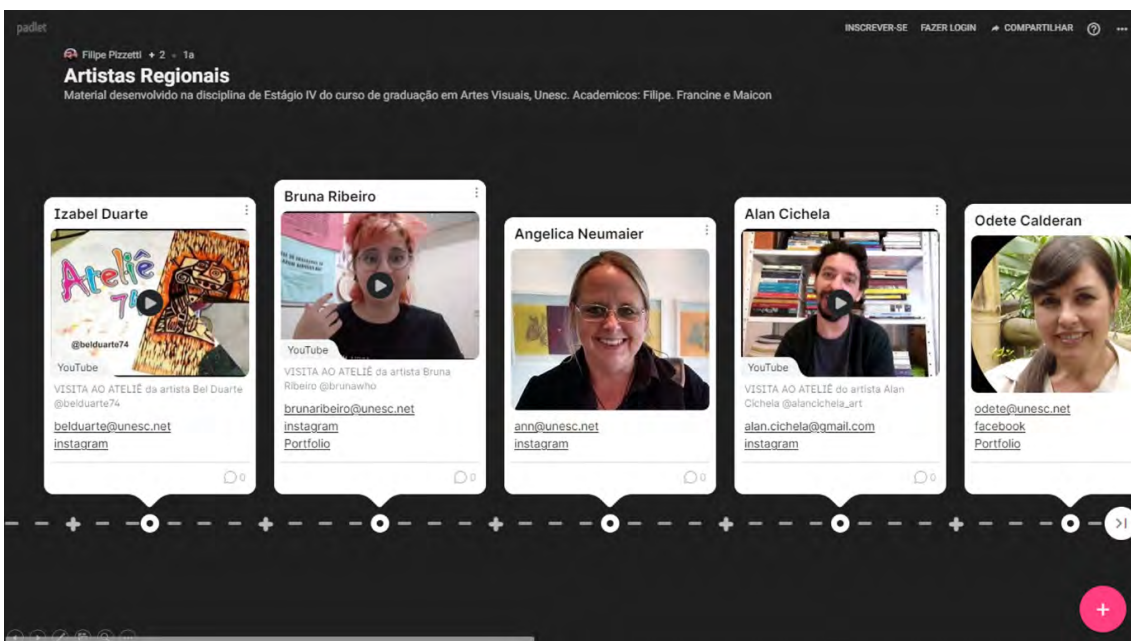 padlet
INSCREVER-SE FAZER LOGIN COMPARTILHAR
Filipe Pizzetti + 2 • 1a
Artistas Regionais
Material desenvolvido na disciplina de Estágio IV do curso de graduação em Artes Visuais, Unesc. Academicos: Filipe. Francine e Maicon
Izabel Duarte
Ateliê
74
@belduarte74
YouTube
VISITA AO ATELIÊ da artista Bel Duarte
@belduarte74
belduarte@unesc.net
instagram
0
Bruna Ribeiro
YouTube
VISITA AO ATELIÊ da artista Bruna
Ribeiro @brunawho
brunaribeiro@unesc.net
instagram
Portfolio
0
Angelica Neumaier
ann@unesc.net
instagram
0
Alan Cichela
YouTube
VISITA AO ATELIÊ do artista Alan
Cichela @alancichela_art
alan.cichela@gmail.com
instagram
0
Odete Calderan
odete@unesc.net
facebook
Portfolio